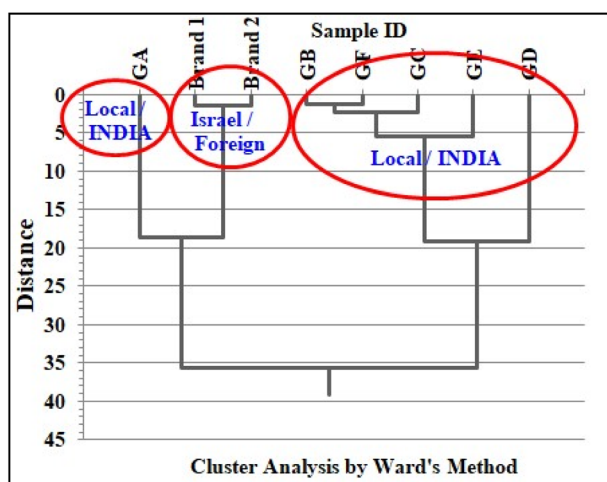 Sample ID
GA
Brand 1
Brand 2
GB
GF
GC
GE
GD
Local /
INDIA
Israel /
Foreign
Local / INDIA
Distance
0
5
10
15
20
25
30
35
40
45
Cluster Analysis by Ward's Method